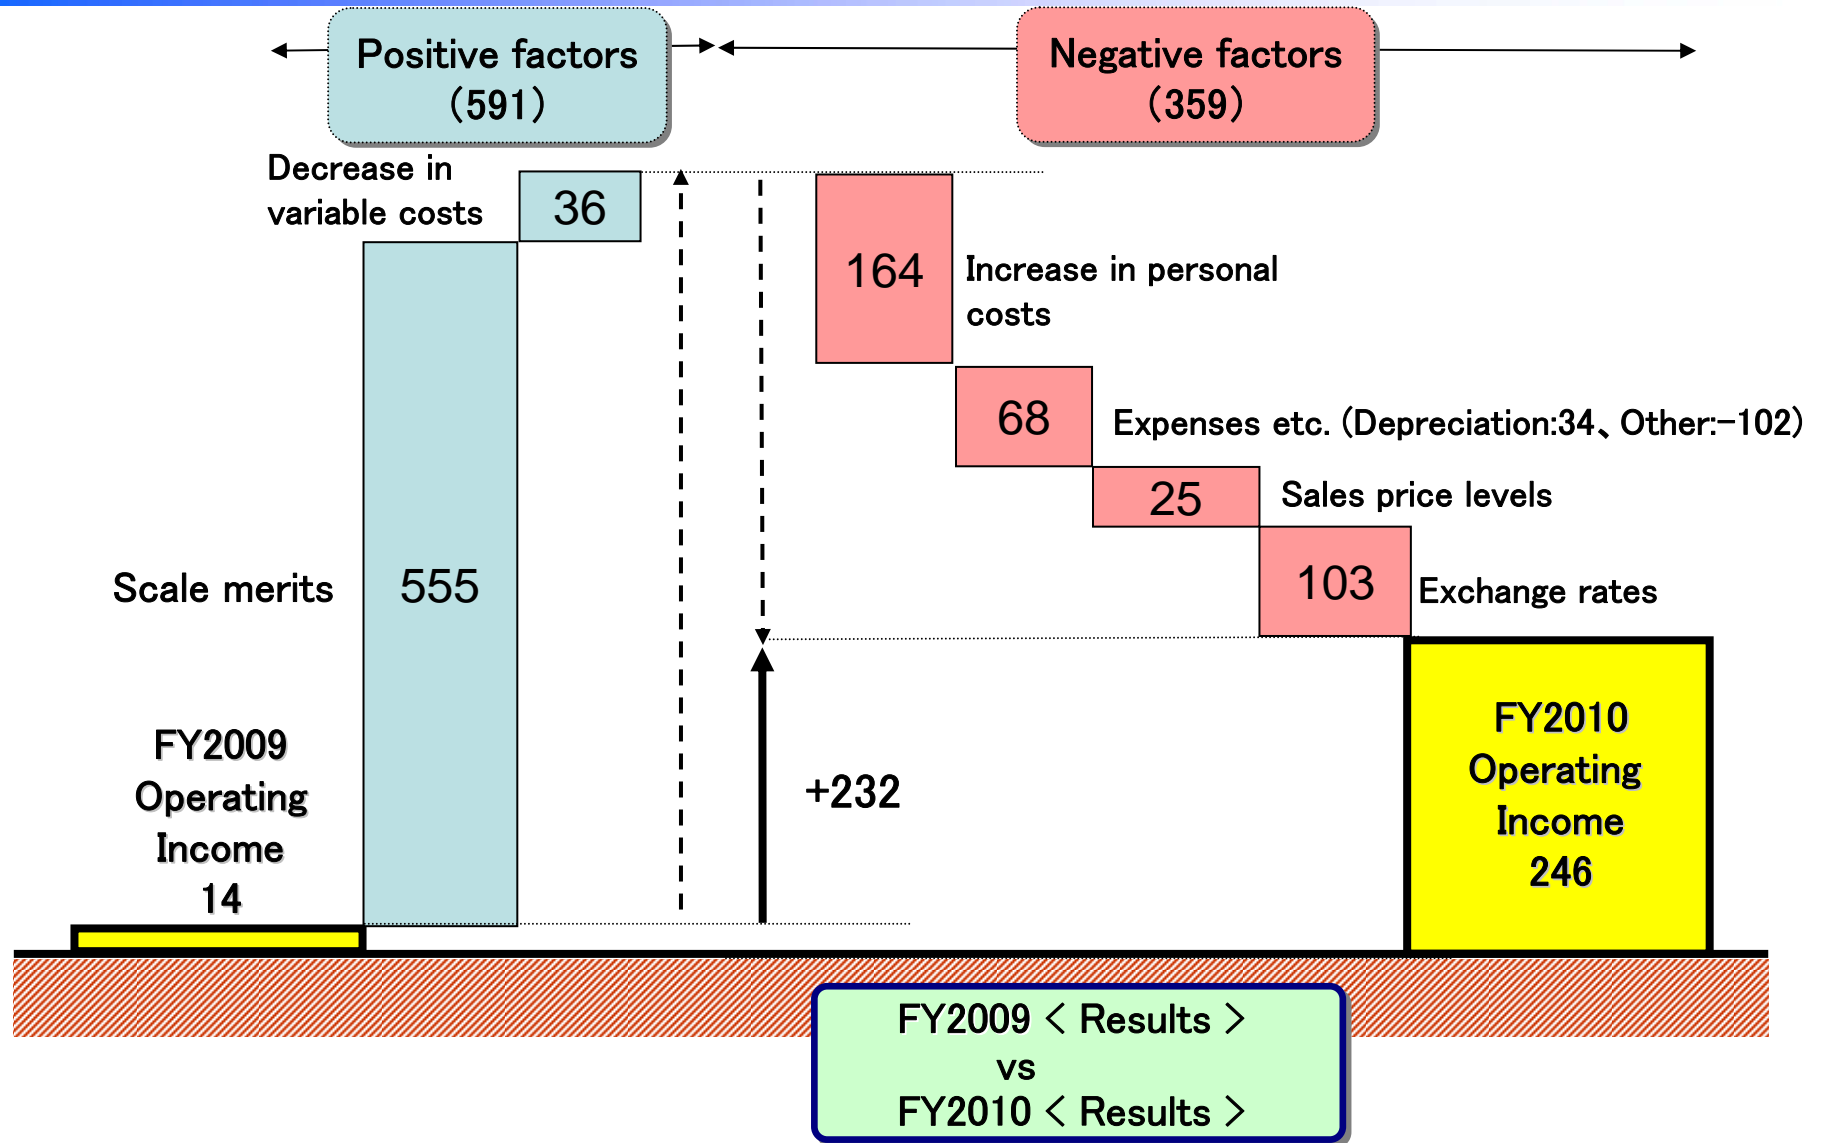 Positive factors
(591)
Negative factors
(359)
Decrease in
variable costs
36
164
Increase in personal
costs
68
Expenses etc. (Depreciation:34、Other:-102)
25
Sales price levels
Scale merits
555
103
Exchange rates
FY2009
Operating
Income
14
+232
FY2010
Operating
Income
246
FY2009 < Results >
vs
FY2010 < Results >